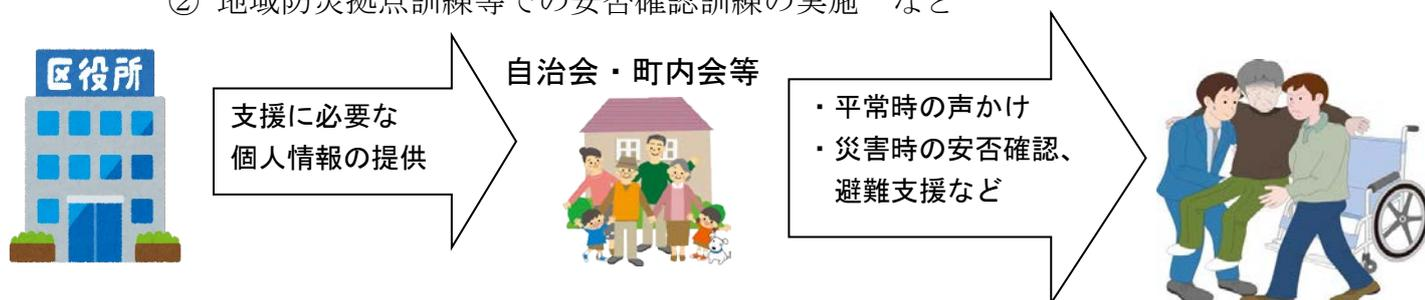 ② 地域防災拠点訓練等での安否確認訓練の実施　など
区役所
支援に必要な
個人情報の提供
自治会・町内会等
・平常時の声かけ
・災害時の安否確認、
避難支援など